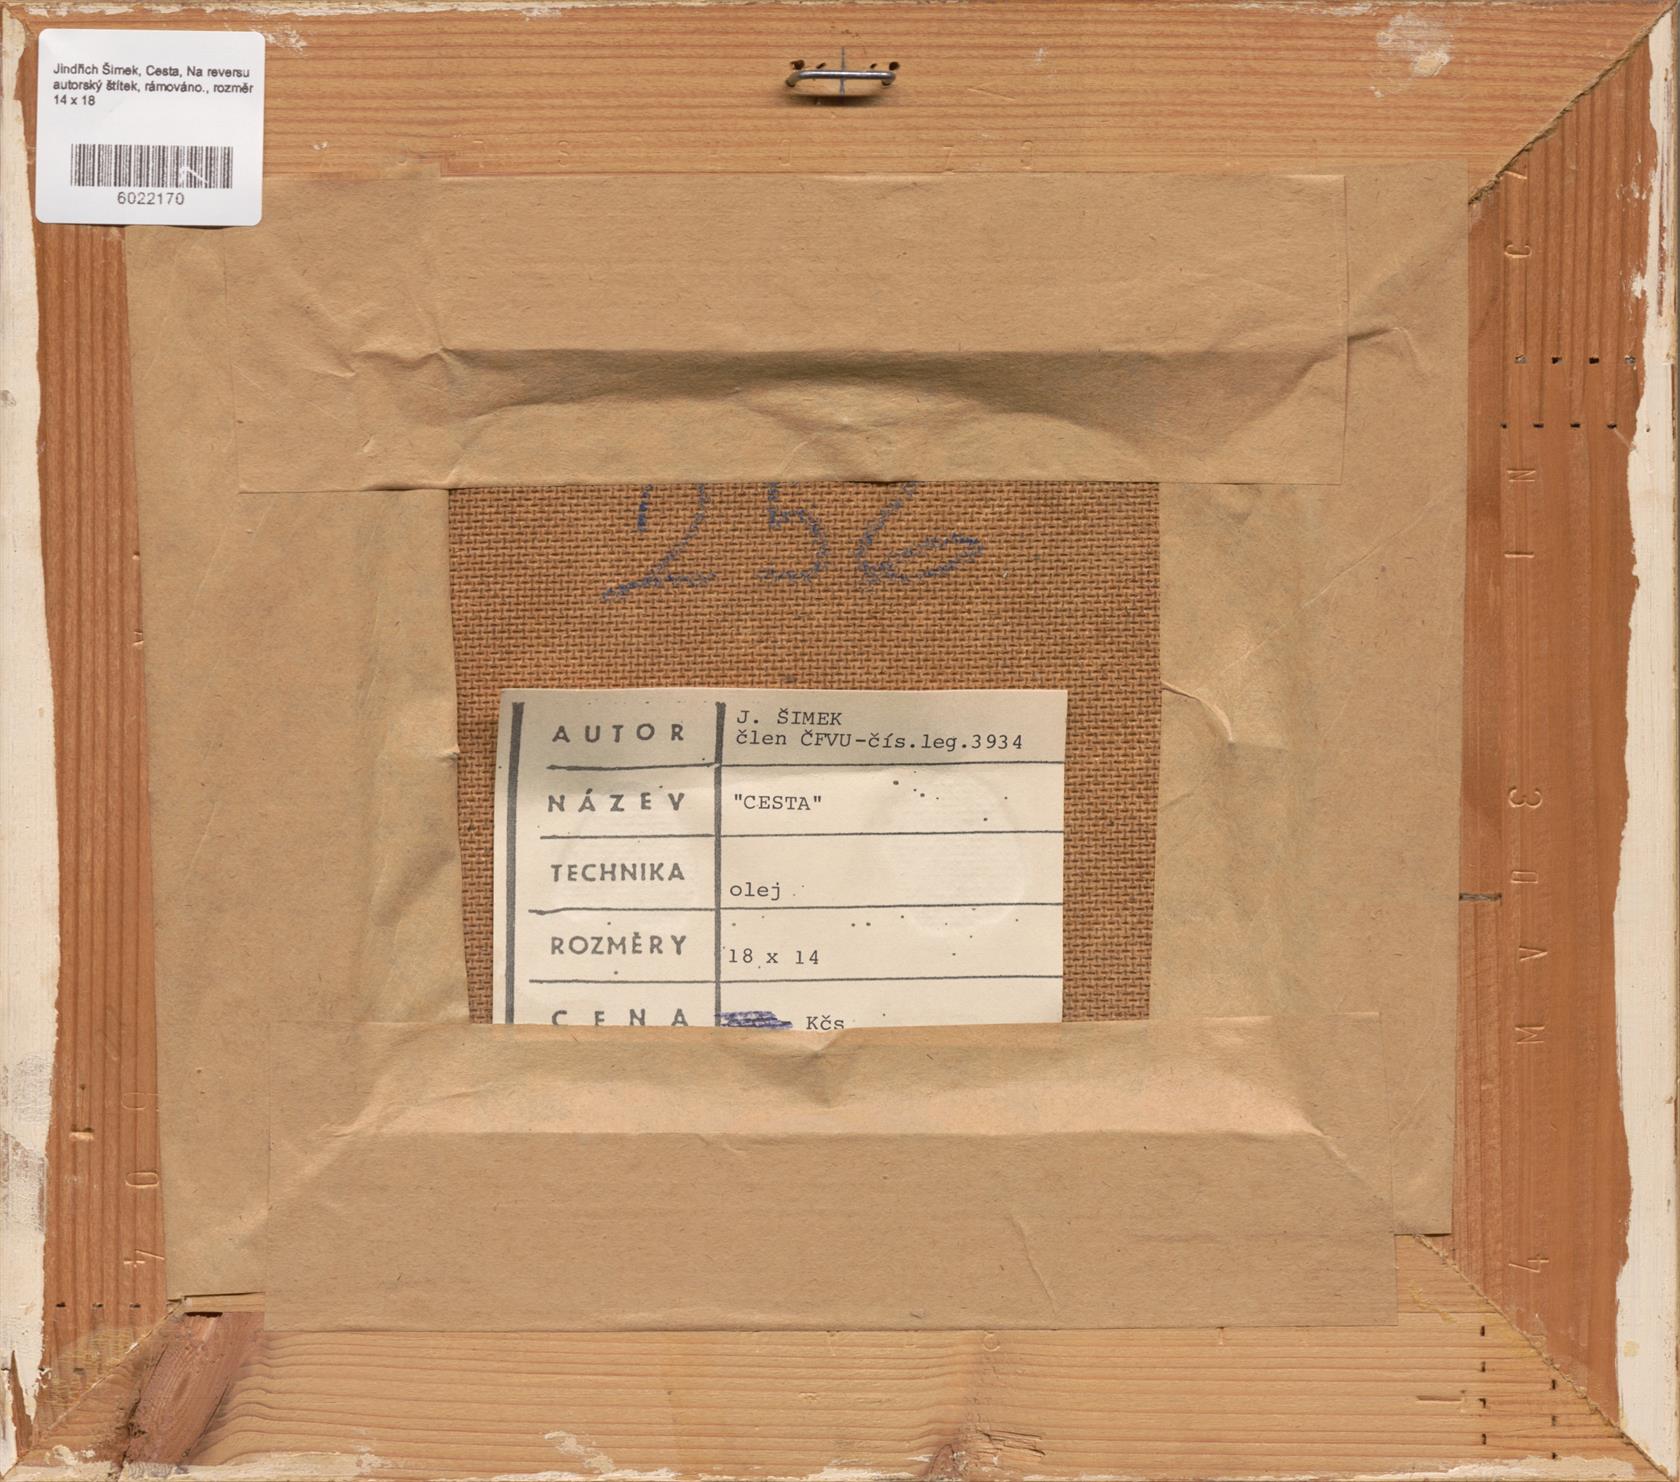 Jindřich Šimek, Cesta, Na reversu
autorský štítek, rámováno., rozměr
14 x 18
6022170
256
AUTOR
J. ŠIMEK
člen ČFVU-čís.leg.3934
NÁZEV
"CESTA"
TECHNIKA
olej
ROZMĚRY
18 x 14
CENA
Kčs